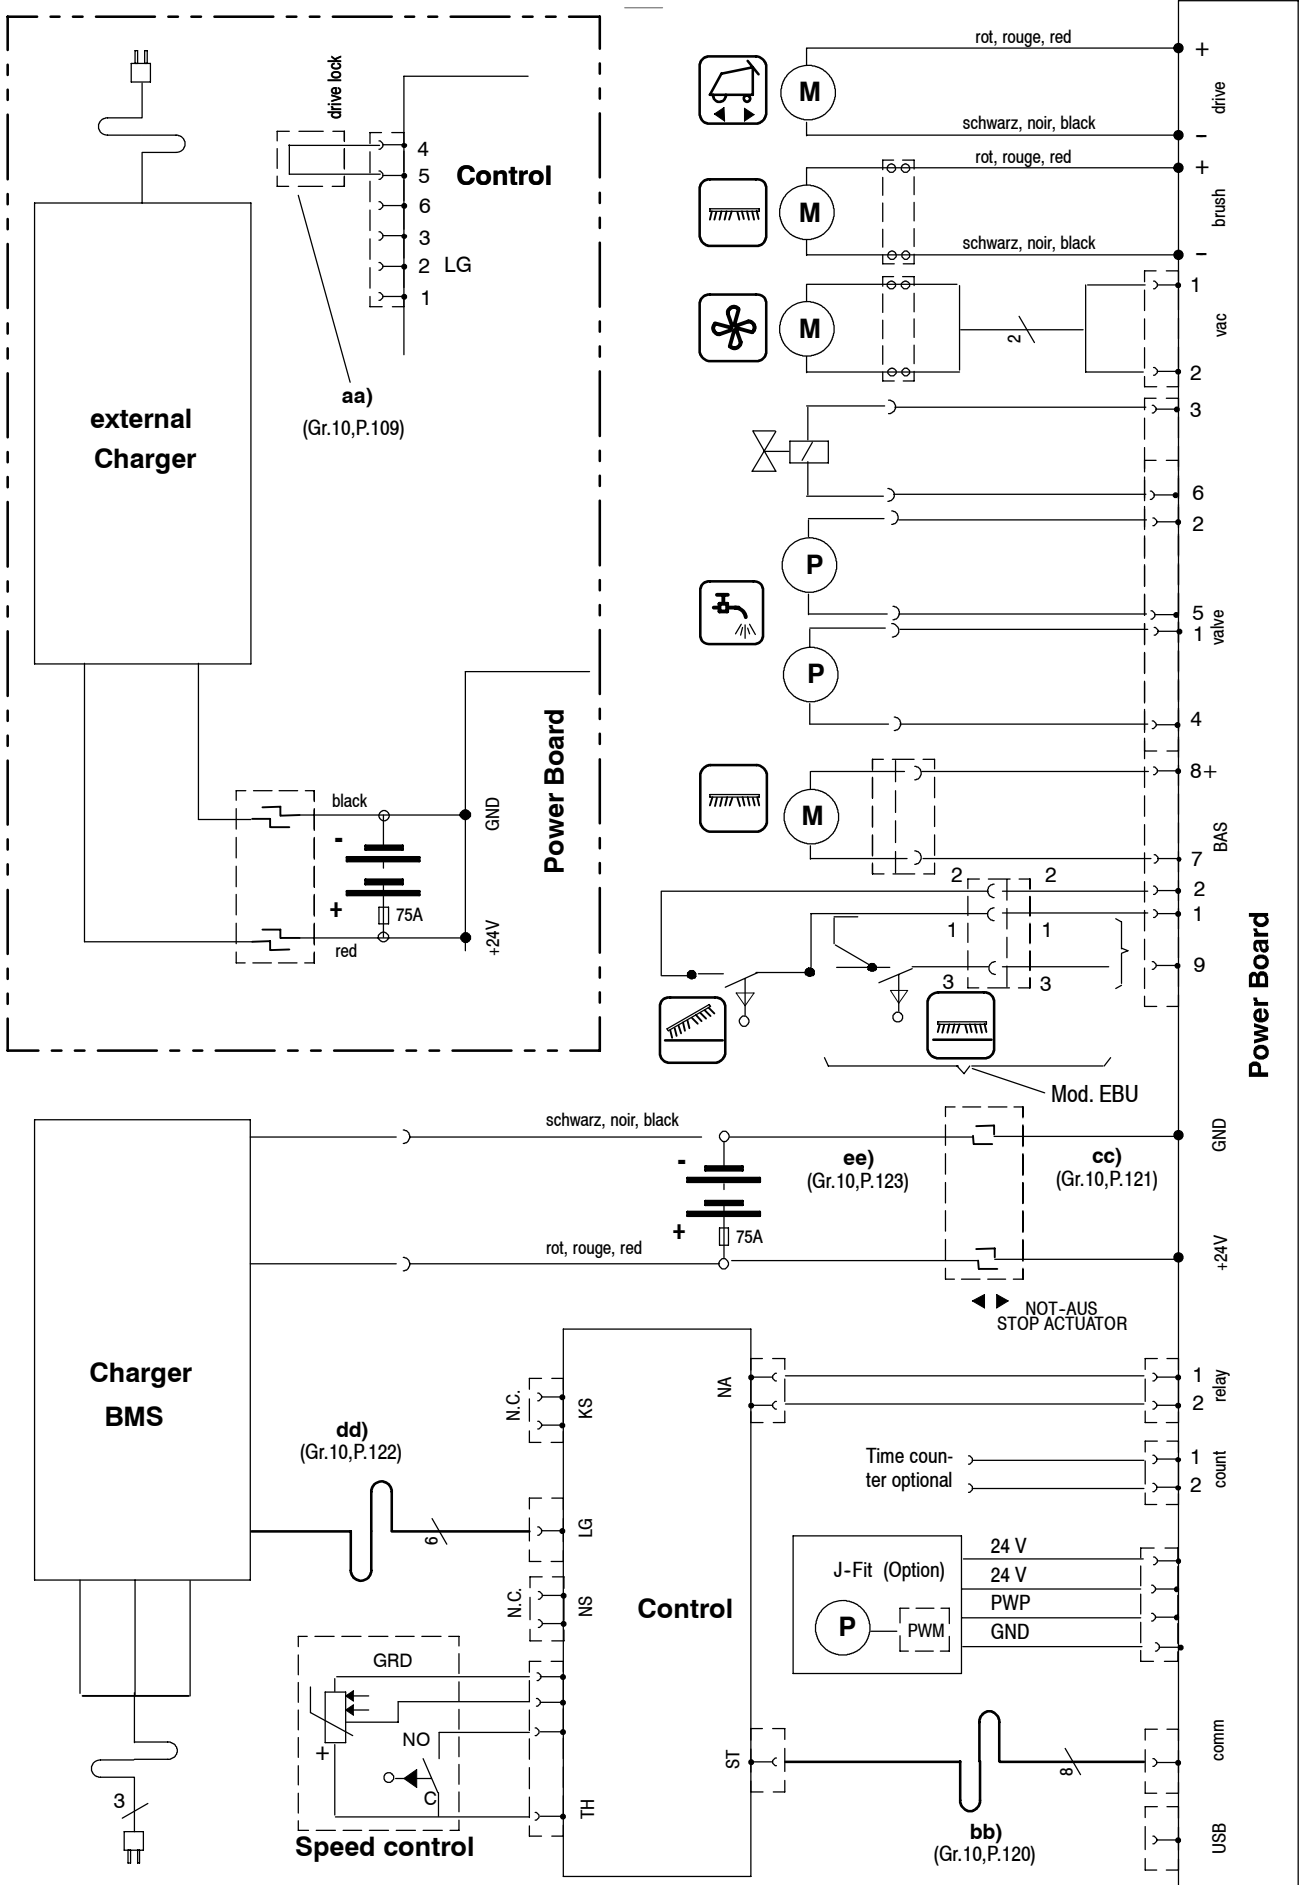 rot, rouge, red
+
drive
M
schwarz, noir, black
-
rot, rouge, red
+
brush
M
schwarz, noir, black
-
1
vac
M
2
2
3
6
2
P
5
valve
1
P
4
8+
BAS
M
7
2
2
2
1
1
1
9
3
3
Mod. EBU
Power Board
drive lock
4
5
6
3
2 LG
1
Control
aa)
(Gr.10,P.109)
external
Charger
black
-
GND
+
75A
red
+24V
Power Board
schwarz, noir, black
-
ee)
(Gr.10,P.123)
cc)
(Gr.10,P.121)
GND
+
75A
rot, rouge, red
+24V
NOT-AUS
STOP ACTUATOR
Charger
BMS
dd)
(Gr.10,P.122)
6
3
N.C.
KS
LG
N.C.
NS
Control
NA
1
2
relay
Time coun-
ter optional
1
2
count
J-Fit (Option)
P
PWM
24 V
24 V
PWP
GND
GRD
+
NO
C
TH
Speed control
ST
8
comm
bb)
(Gr.10,P.120)
USB